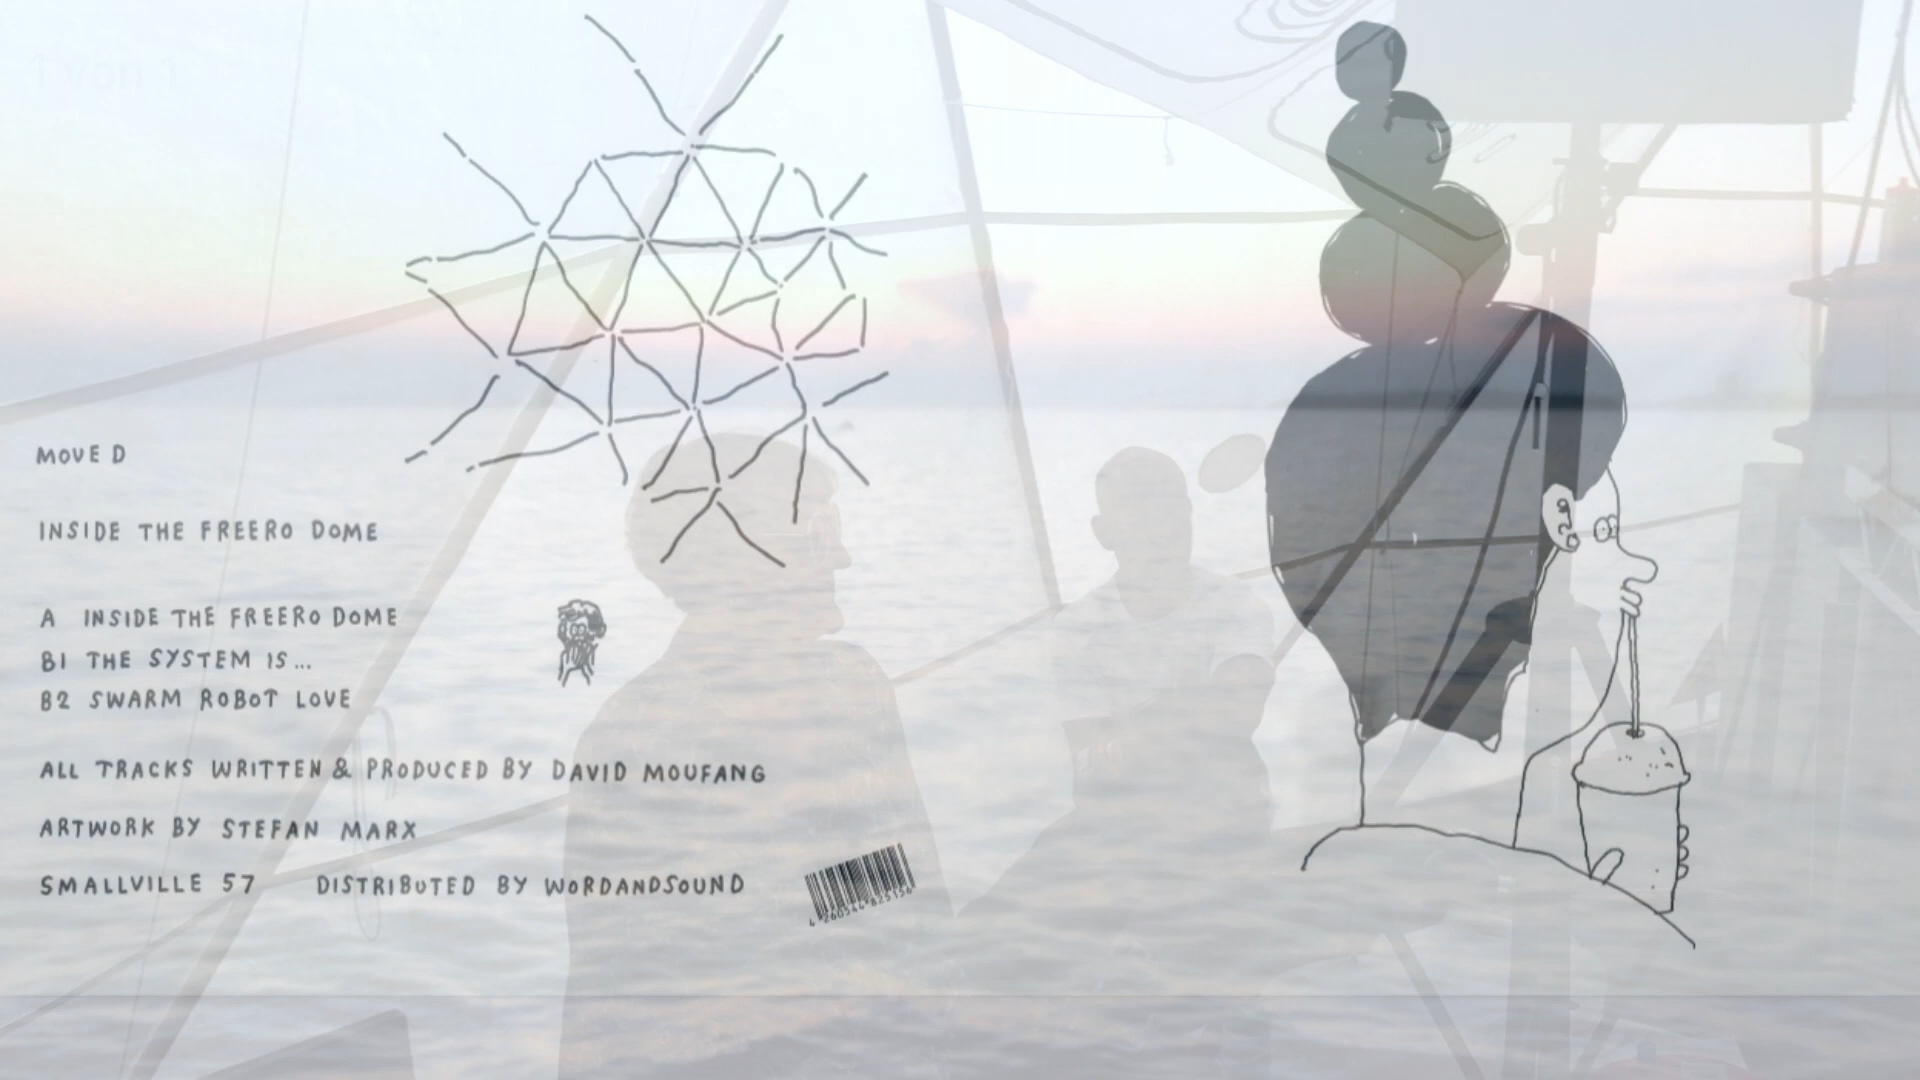 1 von 1
MOVE D
INSIDE THE FREERO DOME
A INSIDE THE FREERO DOME
B1 THE SYSTEM IS...
B2 SWARM ROBOT LOVE
ALL TRACKS WRITTEN & PRODUCED BY DAVID MOUFANG
ARTWORK BY STEFAN MARX
SMALLVILLE 57 DISTRIBUTED BY WORDANDSOUND